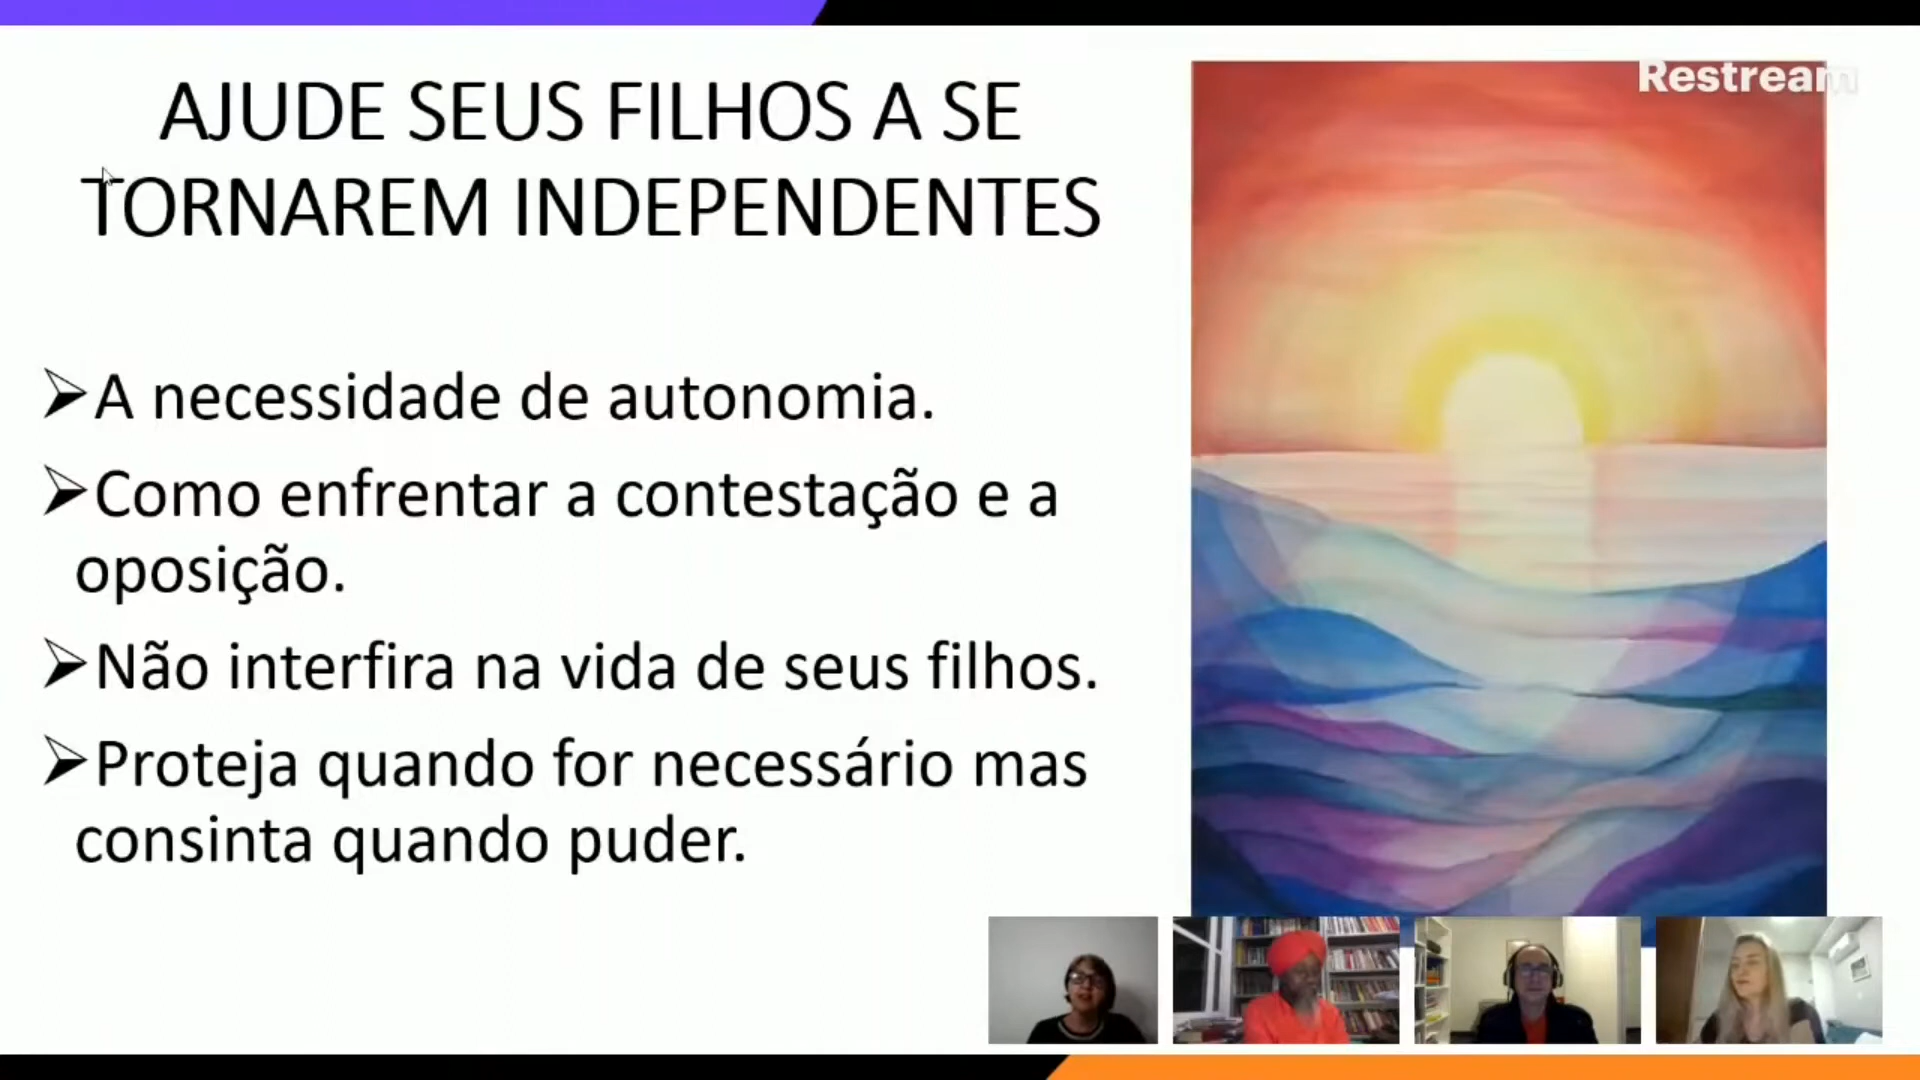 Restream
AJUDE SEUS FILHOS A SE
TORNAREM INDEPENDENTES
➢A necessidade de autonomia.
➢Como enfrentar a contestação e a
oposição.
➢Não interfira na vida de seus filhos.
➢Proteja quando for necessário mas
consinta quando puder.